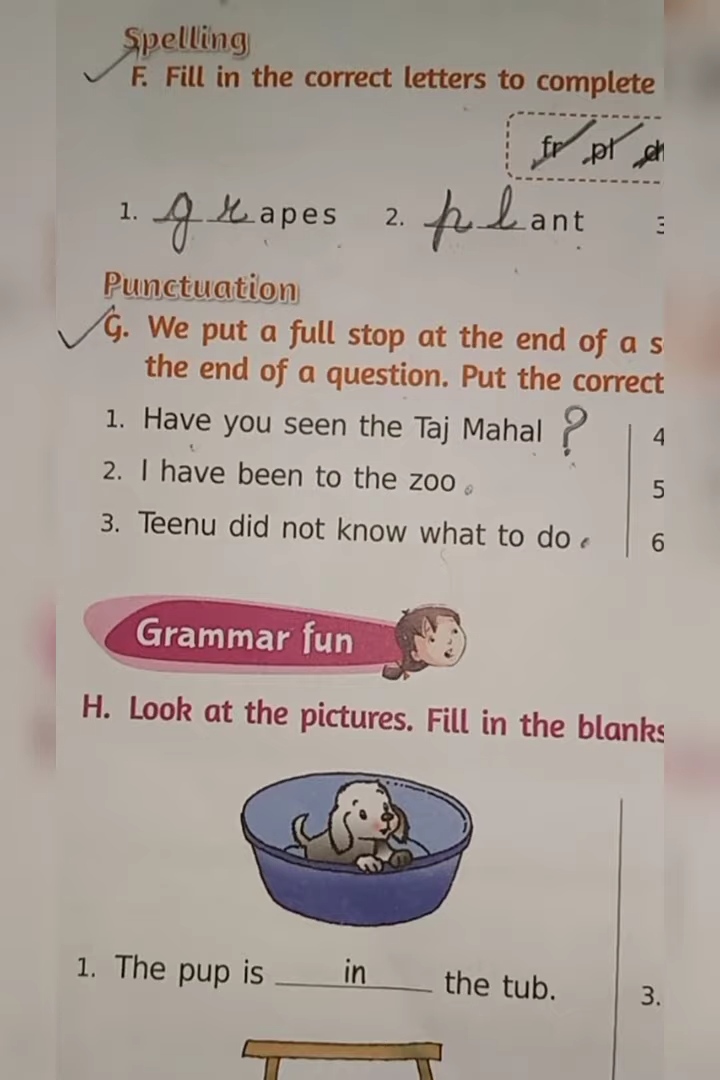 Spelling
F. Fill in the correct letters to complete
fr pl
1. grapes 2. plant 3
Punctuation
G. We put a full stop at the end of a s
the end of a question. Put the correct
1. Have you seen the Taj Mahal ? 4
2. I have been to the zoo . 5
3. Teenu did not know what to do . 6
Grammar fun
H. Look at the pictures. Fill in the blanks
1. The pup is in the tub. 3.